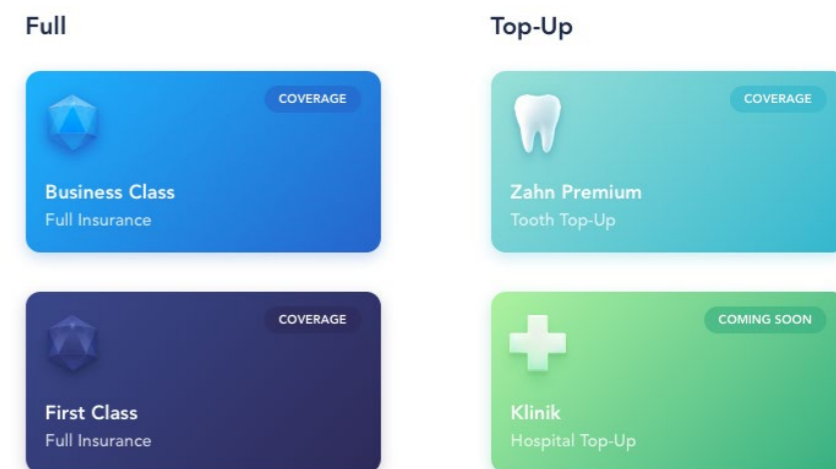 Full
COVERAGE
Business Class
Full Insurance
COVERAGE
First Class
Full Insurance
Top-Up
COVERAGE
Zahn Premium
Tooth Top-Up
COMING SOON
Klinik
Hospital Top-Up